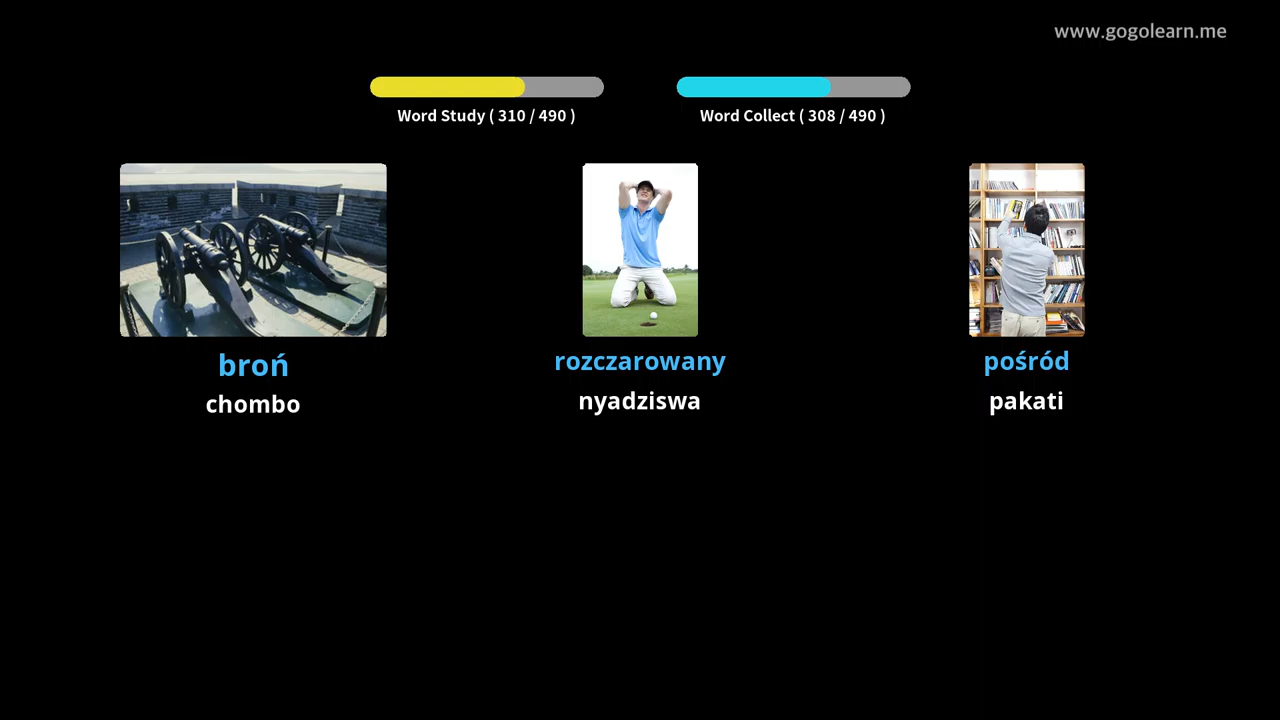 www.gogolearn.me
Word Study ( 310 / 490 )
Word Collect ( 308 / 490 )
broń
chombo
rozczarowany
nyadziswa
pośród
pakati